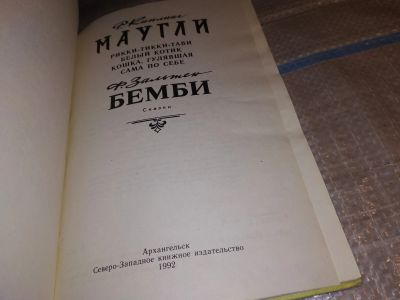 Р. Киплинг
МАУГЛИ
РИККИ-ТИККИ-ТАВИ
БЕЛЫЙ КОТИК
КОШКА, ГУЛЯВШАЯ
САМА ПО СЕБЕ
Ф. Зальтен
БЕМБИ
Сказки
Архангельск
Северо-Западное книжное издательство
1992